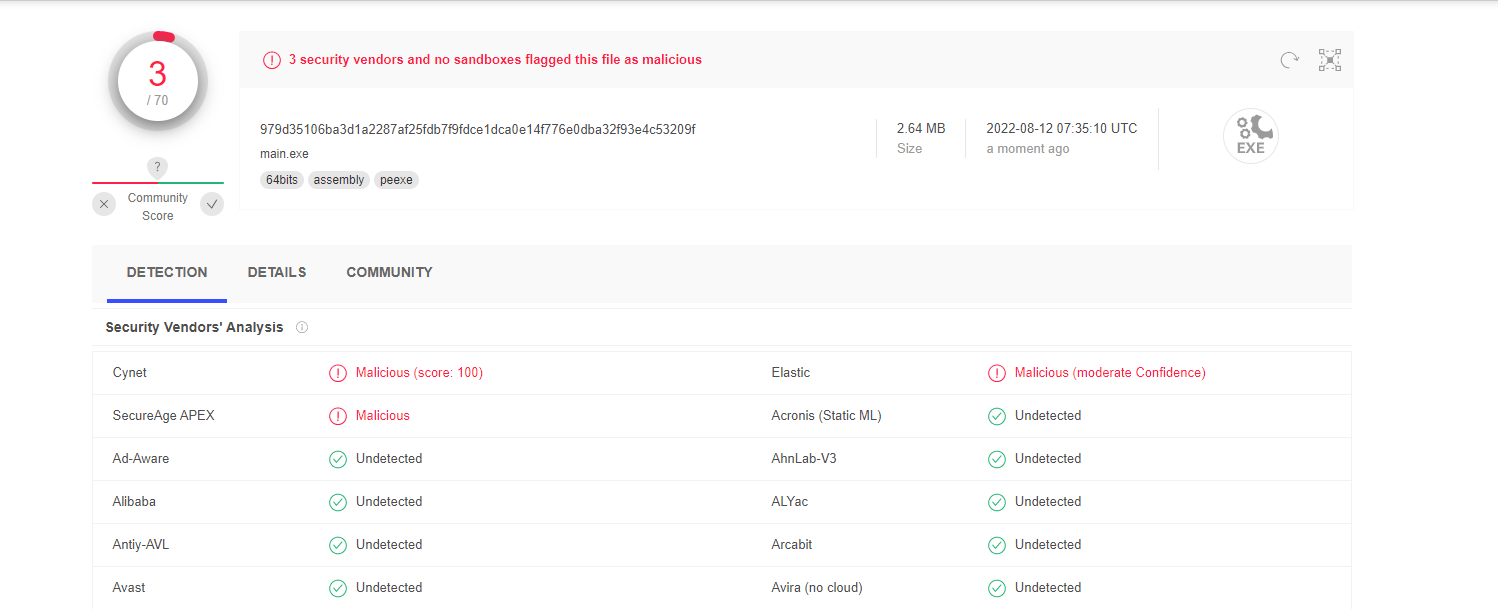 3
/ 70
?
Community
Score
3 security vendors and no sandboxes flagged this file as malicious
979d35106ba3d1a2287af25fdb7f9fdce1dca0e14f776e0dba32f93e4c53209f
main.exe
64bits assembly peexe
2.64 MB
Size
2022-08-12 07:35:10 UTC
a moment ago
EXE
DETECTION DETAILS COMMUNITY
Security Vendors' Analysis
Cynet Malicious (score: 100) Elastic Malicious (moderate Confidence)
SecureAge APEX Malicious Acronis (Static ML) Undetected
Ad-Aware Undetected AhnLab-V3 Undetected
Alibaba Undetected ALYac Undetected
Antiy-AVL Undetected Arcabit Undetected
Avast Undetected Avira (no cloud) Undetected